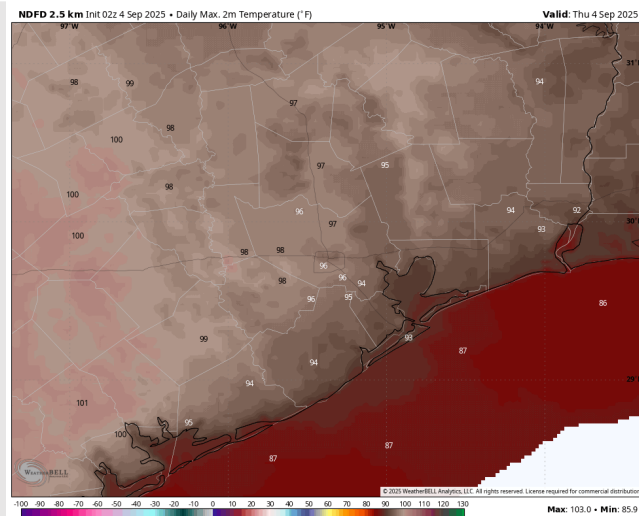 NDFD 2.5 km Init 02z 4 Sep 2025 • Daily Max. 2m Temperature (°F)
Valid: Thu 4 Sep 2025
97°W 96°W 95°W 94°W
31°
98 99 94
97
98
100
97 95
98
100
96 94 92
97 93 30°
100
98 98
96
98 96 94
96 95 86
99 93
87
94
94 29°
101
95
100
87 87
WeatherBELL
© 2025 WeatherBELL Analytics, LLC. All rights reserved. License required for commercial distribution
-100 -90 -80 -70 -60 -50 -40 -30 -20 -10 0 10 20 30 40 50 60 70 80 90 100 110 120 130
Max: 103.0 • Min: 85.9